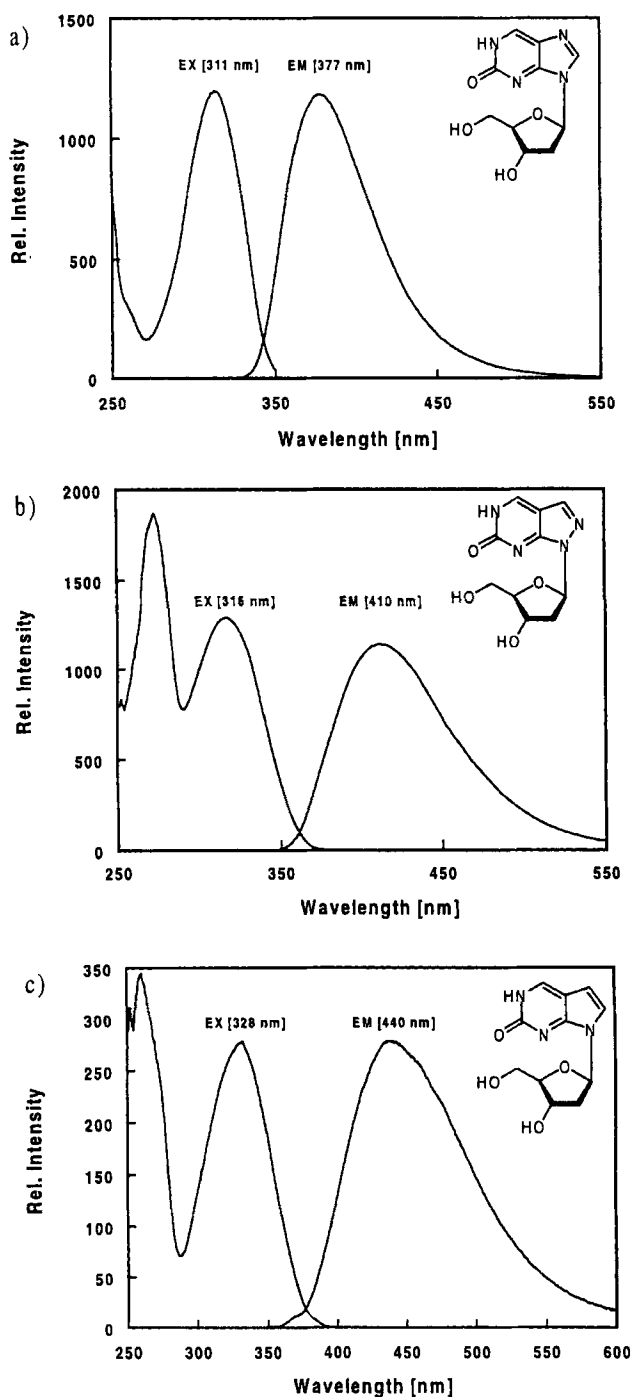 a)
1500
1000
500
0
250
350
450
550
Rel. Intensity
Wavelength [nm]
EX [311 nm]
EM [377 nm]
HN
N
O
N
N
HO
O
HO
b)
2000
1500
1000
500
0
250
350
450
550
Rel. Intensity
Wavelength [nm]
EX [316 nm]
EM [410 nm]
HN
N
O
N
N
HO
O
HO
c)
350
300
250
200
150
100
50
0
250
300
350
400
450
500
550
600
Rel. Intensity
Wavelength [nm]
EX [328 nm]
EM [440 nm]
HN
O
N
N
HO
O
HO